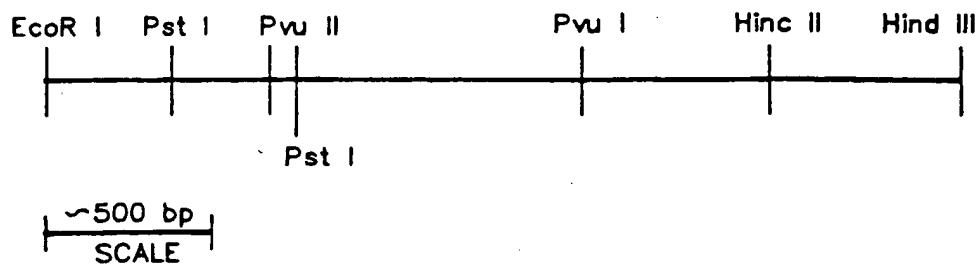 EcoR I Pst I Pvu II Pvu I Hinc II Hind III
Pst I
~500 bp
SCALE